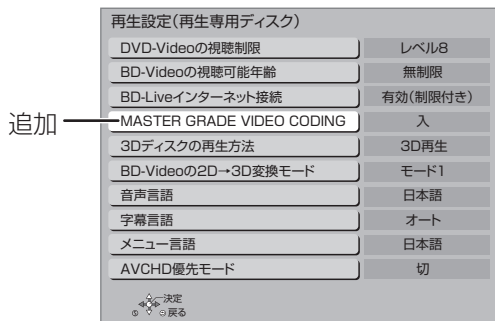 再生設定(再生専用ディスク)
DVD-Videoの視聴制限 レベル8
BD-Videoの視聴可能年齢 無制限
BD-Liveインターネット接続 有効(制限付き)
追加 MASTER GRADE VIDEO CODING 入
3Dディスクの再生方法 3D再生
BD-Videoの2D→3D変換モード モード1
音声言語 日本語
字幕言語 オート
メニュー言語 日本語
AVCHD優先モード 切
決定
戻る